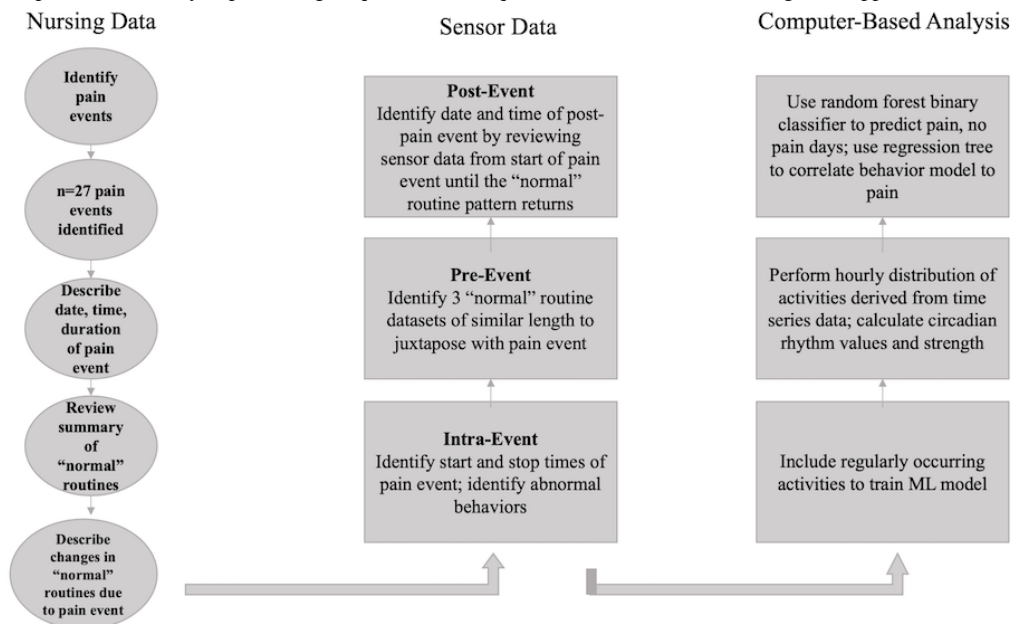 Nursing Data
Identify
pain
events
n=27 pain
events
identified
Describe
date, time,
duration
of pain
event
Review
summary
of
“normal”
routines
Describe
changes in
“normal”
routines due
to pain event
Sensor Data
Post-Event
Identify date and time of post-
pain event by reviewing
sensor data from start of pain
event until the “normal”
routine pattern returns
Pre-Event
Identify 3 “normal” routine
datasets of similar length to
juxtapose with pain event
Intra-Event
Identify start and stop times of
pain event; identify abnormal
behaviors
Computer-Based Analysis
Use random forest binary
classifier to predict pain, no
pain days; use regression tree
to correlate behavior model to
pain
Perform hourly distribution of
activities derived from time
series data; calculate circadian
rhythm values and strength
Include regularly occurring
activities to train ML model